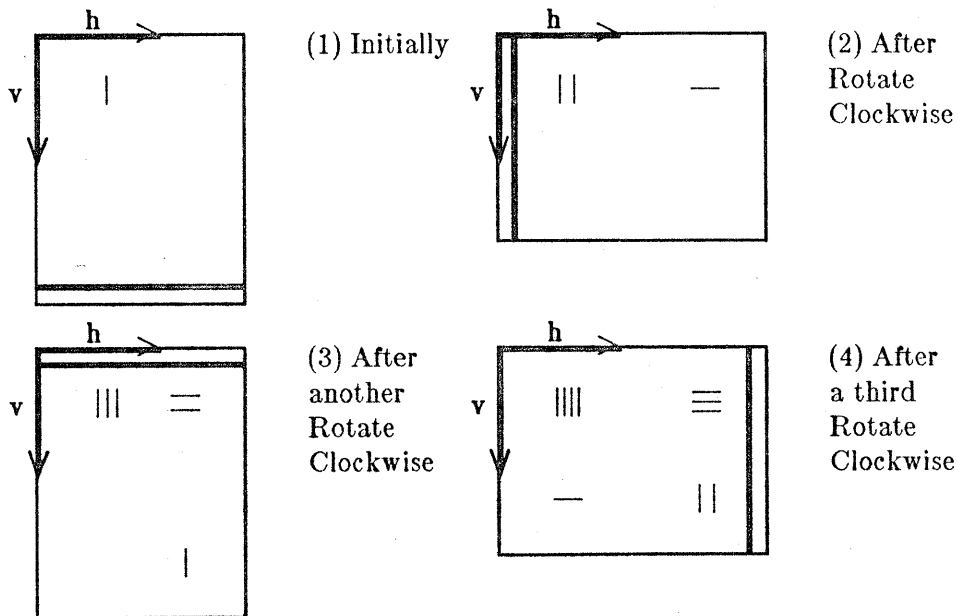 h
v
(1) Initially
h
v
(2) After
Rotate
Clockwise
h
v
(3) After
another
Rotate
Clockwise
h
v
(4) After
a third
Rotate
Clockwise